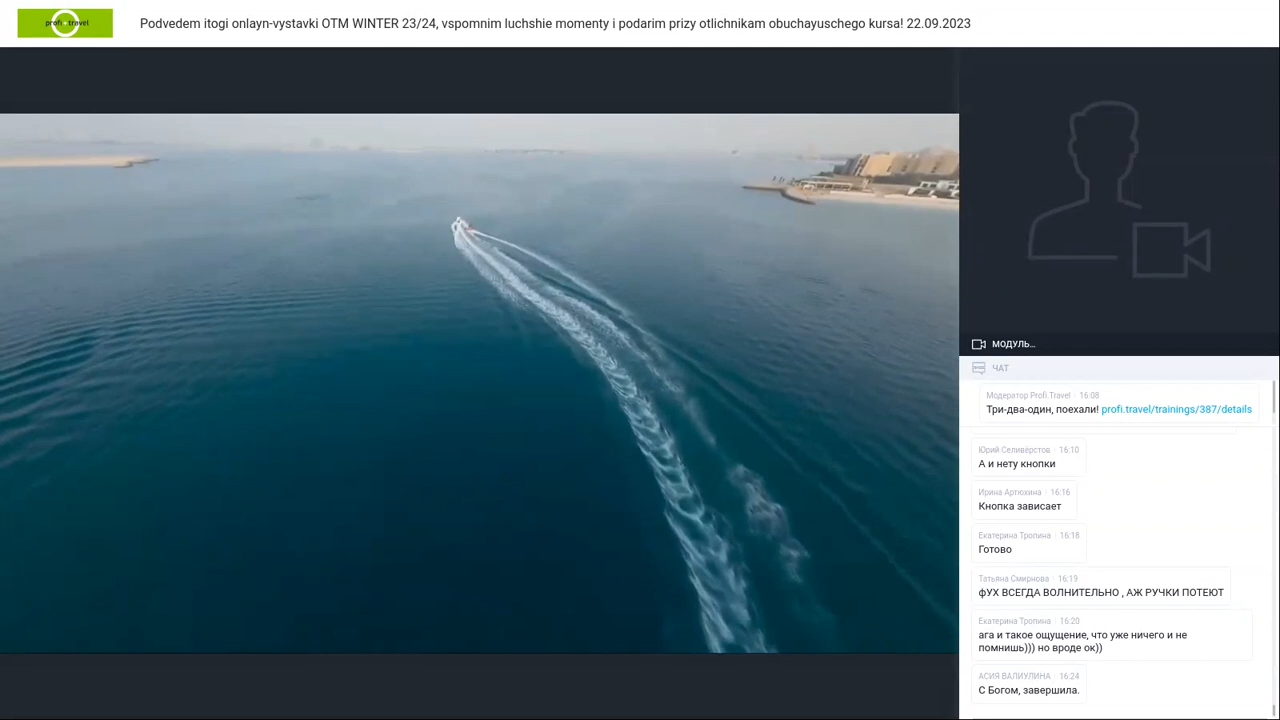 profi travel
Podvedem itogi onlayn-vystavki OTM WINTER 23/24, vspomnim luchshie momenty i podarim prizy otlichnikam obuchayuschego kursa! 22.09.2023
МОДУЛЬ...
ЧАТ
Модератор Profi.Travel 16:08
Три-два-один, поехали! profi.travel/trainings/387/details
Юрий Селивёрстов 16:10
А и нету кнопки
Ирина Артюхина 16:16
Кнопка зависает
Екатерина Тропина 16:18
Готово
Татьяна Смирнова 16:19
фУХ ВСЕГДА ВОЛНИТЕЛЬНО , АЖ РУЧКИ ПОТЕЮТ
Екатерина Тропина 16:20
ага и такое ощущение, что уже ничего и не
помнишь))) но вроде ок))
АСИЯ ВАЛИУЛИНА 16:24
С Богом, завершила.